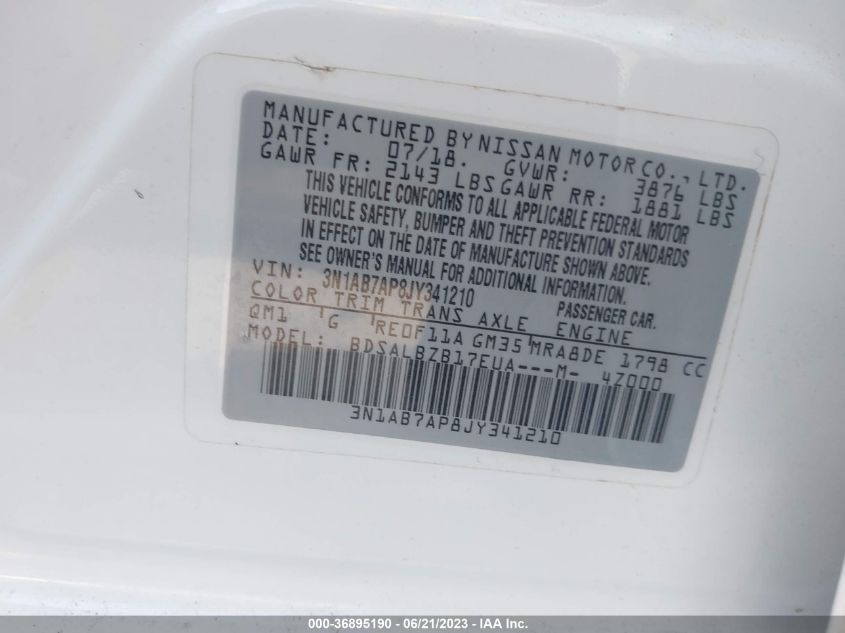 MANUFACTURED BY NISSAN MOTOR CO., LTD.
DATE: 07/18. GVWR: 3876 LBS
GAWR FR: 2143 LBS GAWR RR: 1881 LBS
THIS VEHICLE CONFORMS TO ALL APPLICABLE FEDERAL MOTOR
VEHICLE SAFETY, BUMPER AND THEFT PREVENTION STANDARDS
IN EFFECT ON THE DATE OF MANUFACTURE SHOWN ABOVE.
SEE OWNER'S MANUAL FOR ADDITIONAL INFORMATION.
VIN: 3N1AB7AP8JY341210 PASSENGER CAR.
COLOR TRIM TRANS AXLE ENGINE
QM1 G RE0F11A GM35 MRA8DE 1798 CC
MODEL: BDSALBZB17EUA---M- 4Z000
3N1AB7AP8JY341210
000-36895190 - 06/21/2023 - IAA Inc.